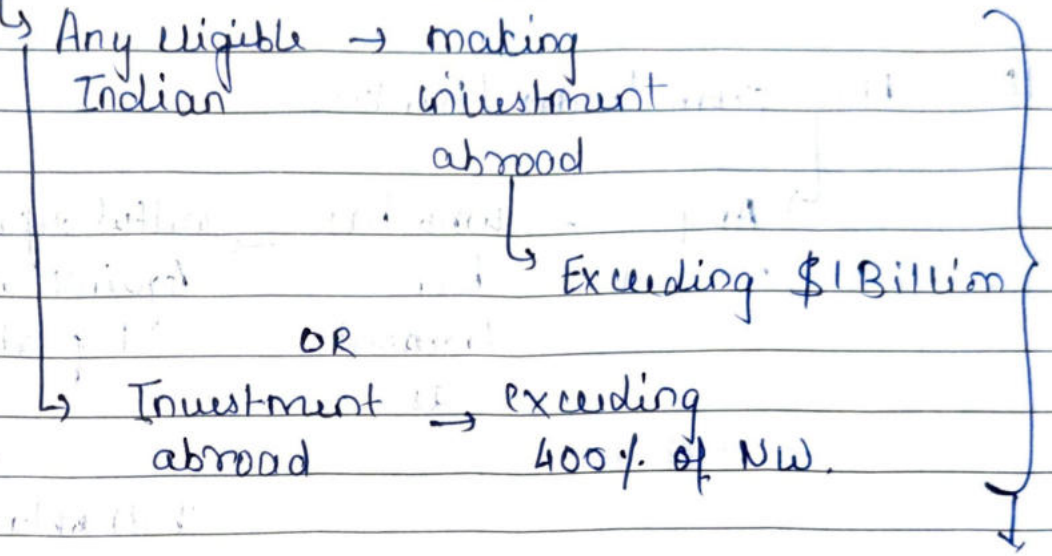 ↳ Any eligible → making
Indian investment
abroad
↳ Exceeding $1 Billion
OR
↳ Investment → exceeding
abroad 400% of NW.